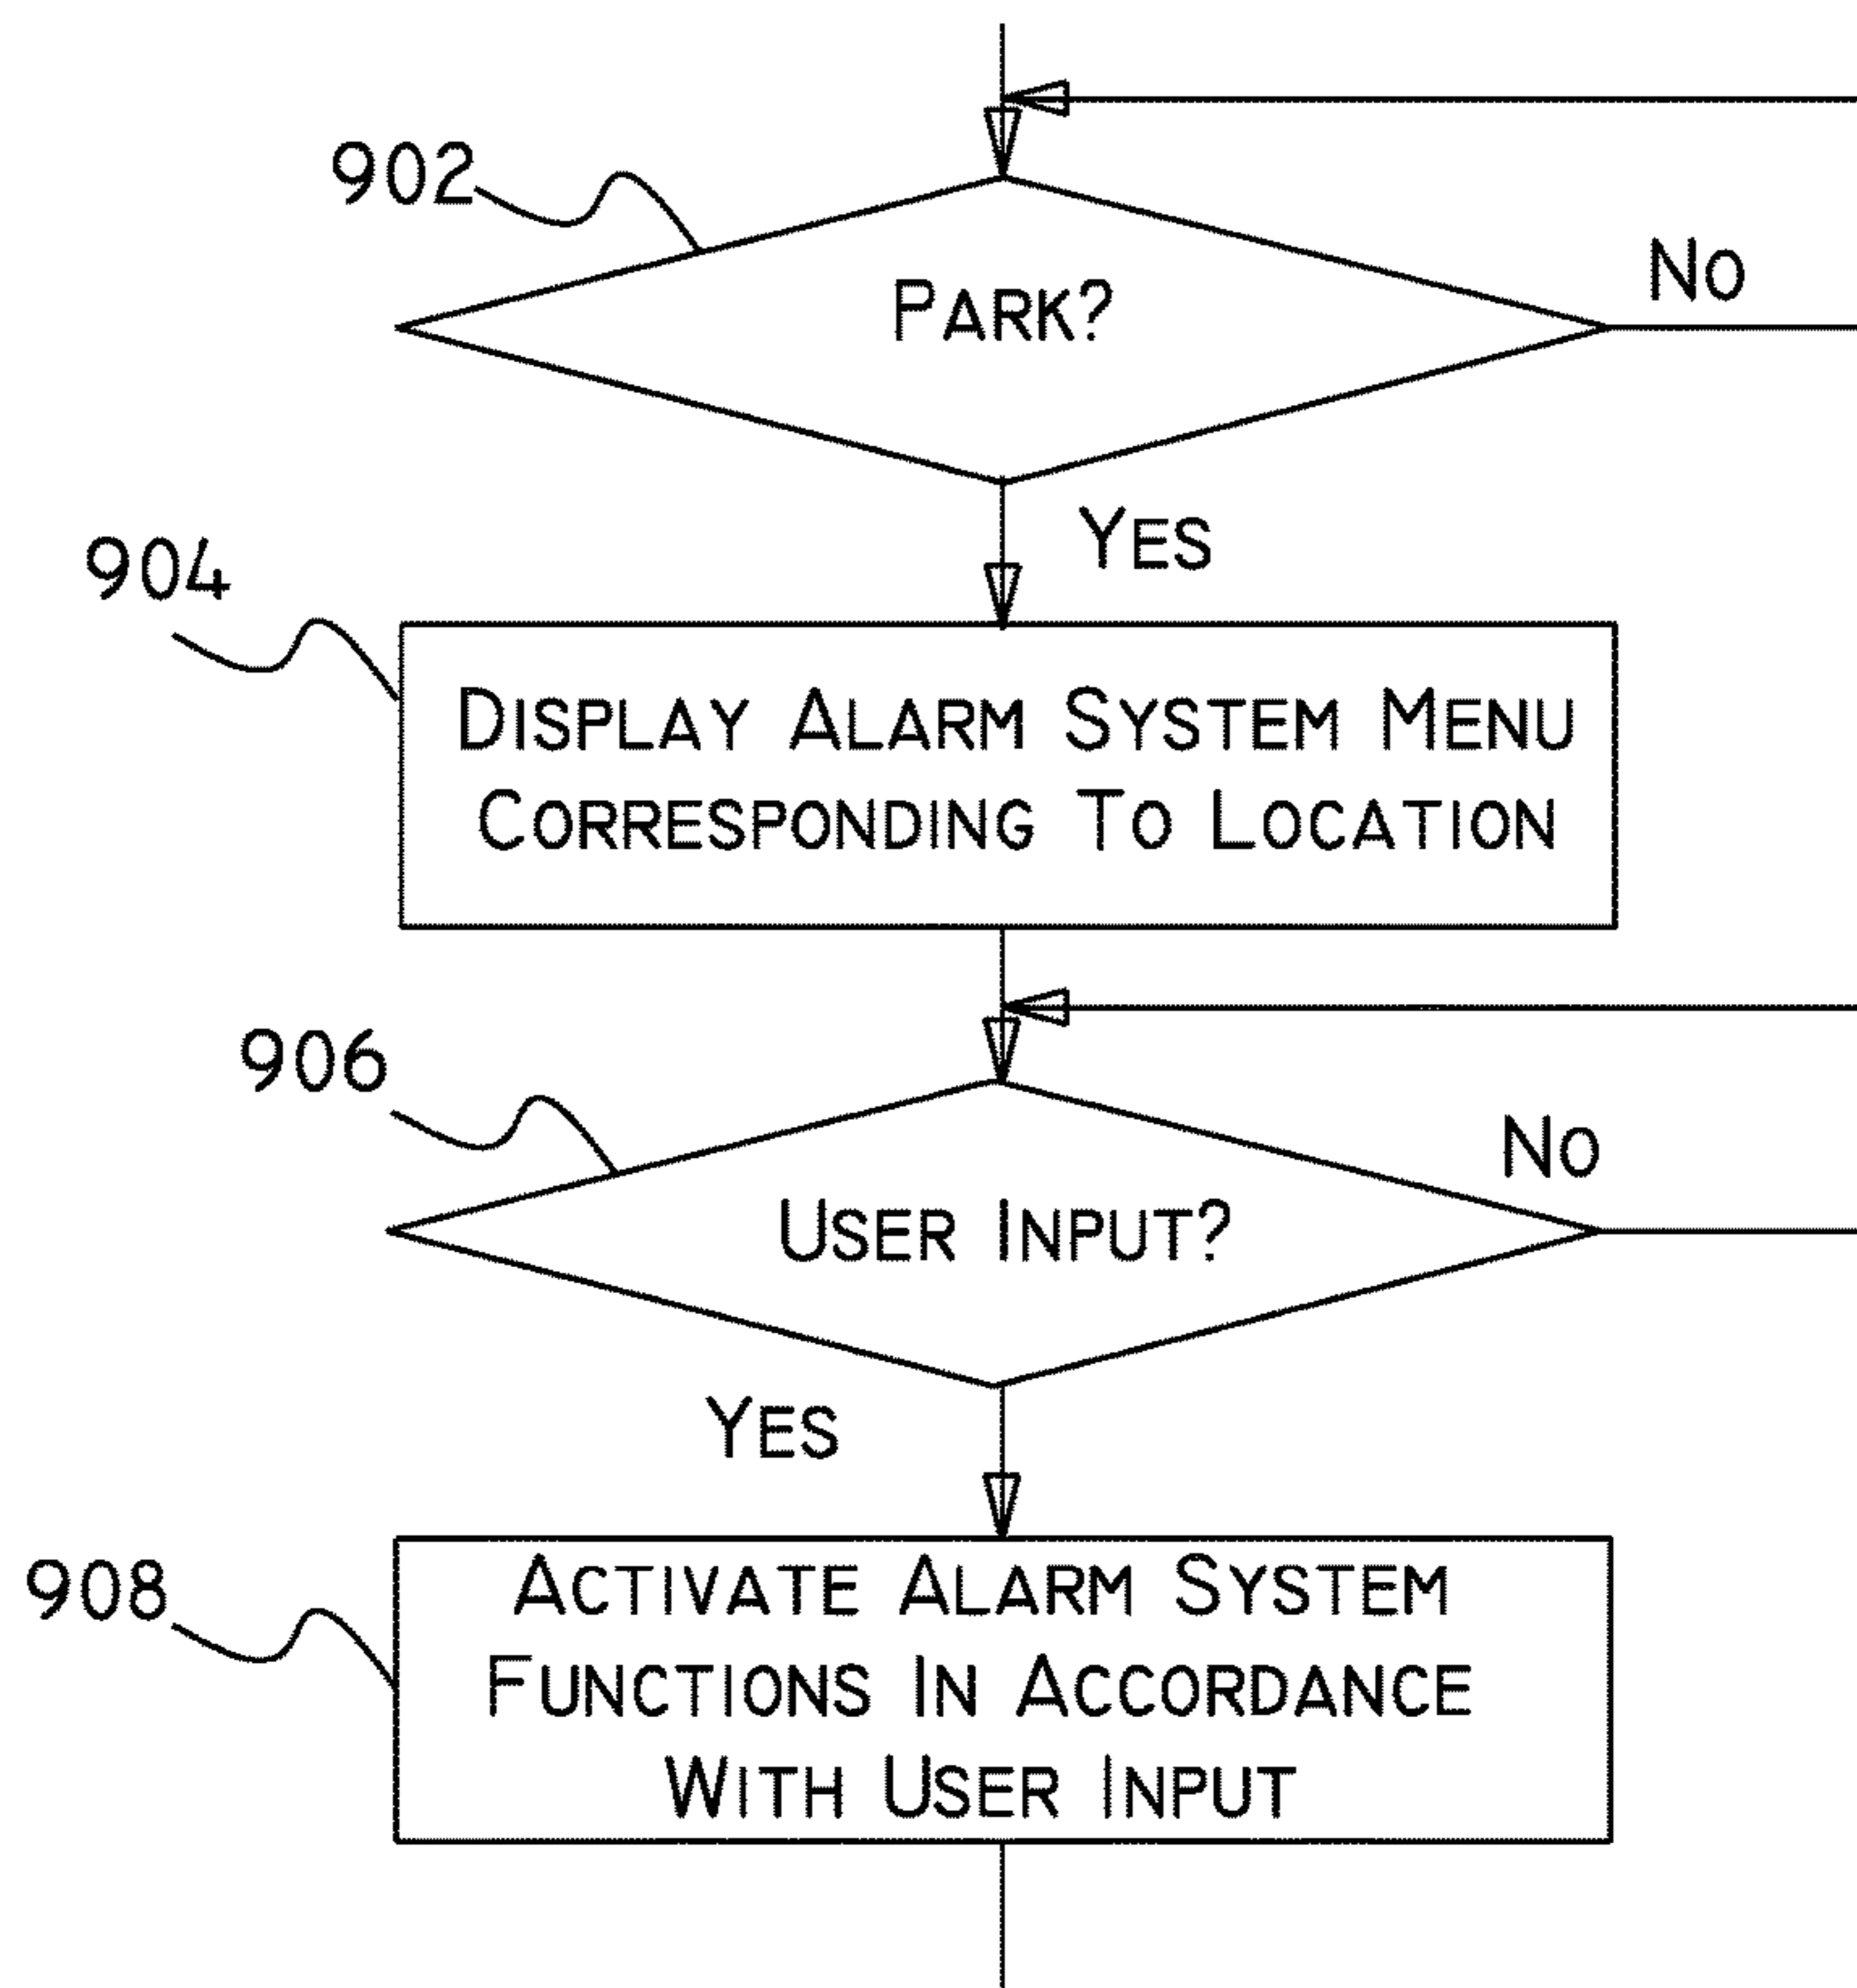 902
PARK?
NO
YES
904
DISPLAY ALARM SYSTEM MENU
CORRESPONDING TO LOCATION
906
NO
USER INPUT?
YES
908
ACTIVATE ALARM SYSTEM
FUNCTIONS IN ACCORDANCE
WITH USER INPUT